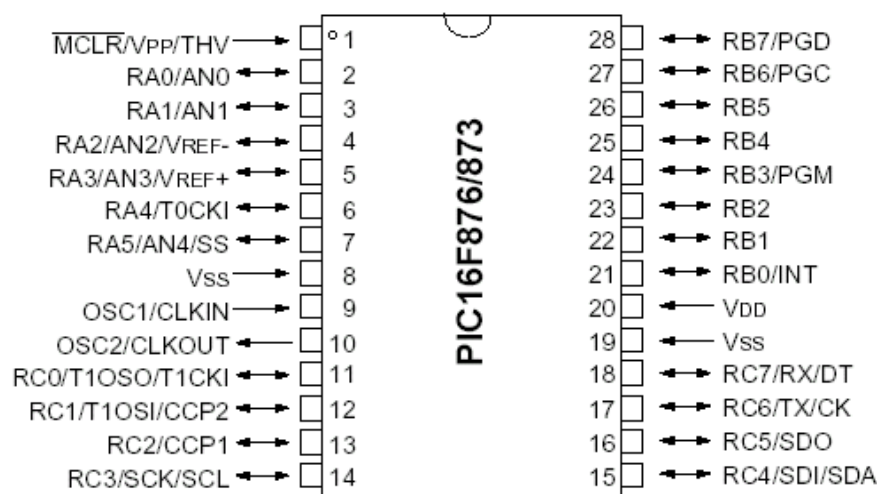 MCLR/VPP/THV 1
RA0/AN0 2
RA1/AN1 3
RA2/AN2/VREF- 4
RA3/AN3/VREF+ 5
RA4/T0CKI 6
RA5/AN4/SS 7
VSS 8
OSC1/CLKIN 9
OSC2/CLKOUT 10
RC0/T1OSO/T1CKI 11
RC1/T1OSI/CCP2 12
RC2/CCP1 13
RC3/SCK/SCL 14
PIC16F876/873
28 RB7/PGD
27 RB6/PGC
26 RB5
25 RB4
24 RB3/PGM
23 RB2
22 RB1
21 RB0/INT
20 VDD
19 VSS
18 RC7/RX/DT
17 RC6/TX/CK
16 RC5/SDO
15 RC4/SDI/SDA